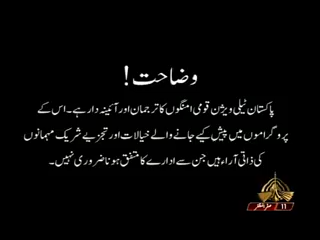 وضاحت!
پاکستان ٹیلی ویژن قومی امنگوں کا ترجمان اور آئینہ دار ہے۔ اس کے
پروگراموں میں پیش کیے جانے والے خیالات اور تجزیے شریک مہمانوں
کی ذاتی آراء ہیں جن سے ادارے کا متفق ہونا ضروری نہیں۔
11